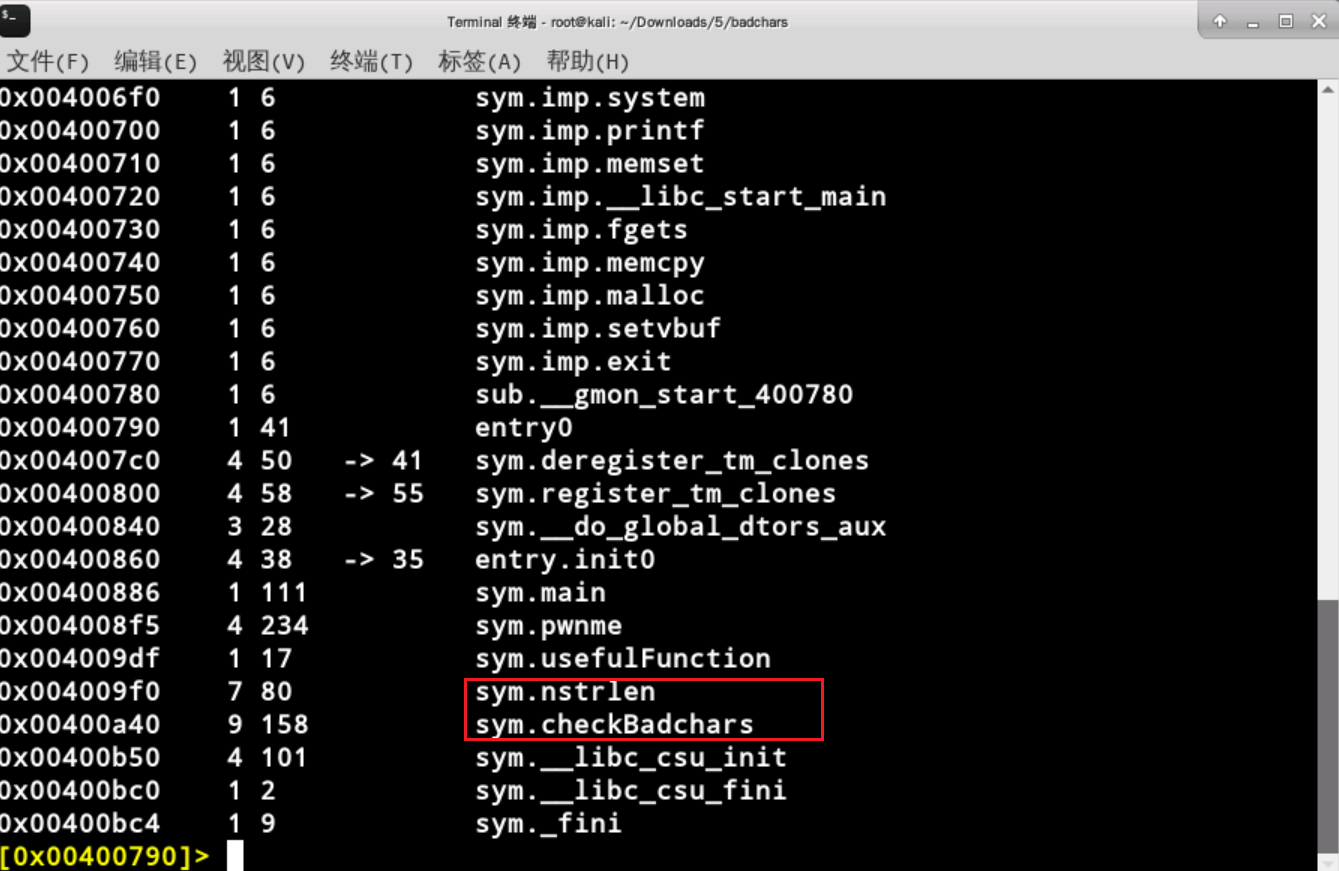 Terminal 终端 - root@kali: ~/Downloads/5/badchars
文件(F) 编辑(E) 视图(V) 终端(T) 标签(A) 帮助(H)
0x004006f0 1 6 sym.imp.system
0x00400700 1 6 sym.imp.printf
0x00400710 1 6 sym.imp.memset
0x00400720 1 6 sym.imp.__libc_start_main
0x00400730 1 6 sym.imp.fgets
0x00400740 1 6 sym.imp.memcpy
0x00400750 1 6 sym.imp.malloc
0x00400760 1 6 sym.imp.setvbuf
0x00400770 1 6 sym.imp.exit
0x00400780 1 6 sub.__gmon_start_400780
0x00400790 1 41 entry0
0x004007c0 4 50 -> 41 sym.deregister_tm_clones
0x00400800 4 58 -> 55 sym.register_tm_clones
0x00400840 3 28 sym.__do_global_dtors_aux
0x00400860 4 38 -> 35 entry.init0
0x00400886 1 111 sym.main
0x004008f5 4 234 sym.pwnme
0x004009df 1 17 sym.usefulFunction
0x004009f0 7 80 sym.nstrlen
0x00400a40 9 158 sym.checkBadchars
0x00400b50 4 101 sym.__libc_csu_init
0x00400bc0 1 2 sym.__libc_csu_fini
0x00400bc4 1 9 sym._fini
[0x00400790]>